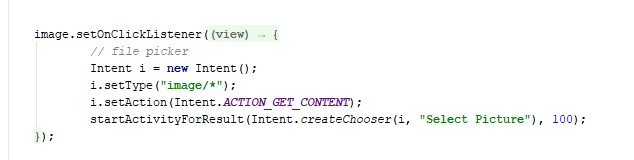 image.setOnClickListener((view) → {
// file picker
Intent i = new Intent();
i.setType("image/*");
i.setAction(Intent.ACTION_GET_CONTENT);
startActivityForResult(Intent.createChooser(i, "Select Picture"), 100);
});